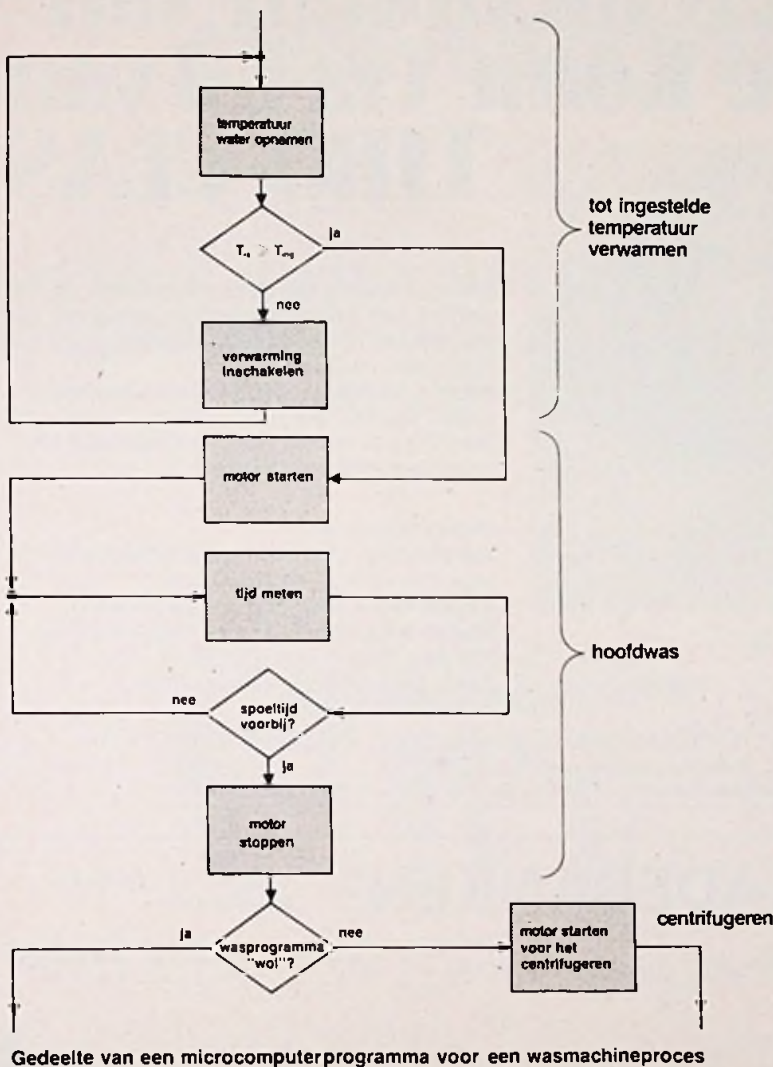 temperatuur
water opnemen
ja
nee
verwarming
inschakelen
tot ingestelde
temperatuur
verwarmen
motor starten
tijd meten
hoofdwas
nee
spoeltijd
voorbij?
ja
motor
stoppen
ja
wasprogramma
"wol"?
nee
motor starten
voor het
centrifugeren
centrifugeren
Gedeelte van een microcomputerprogramma voor een wasmachineproces